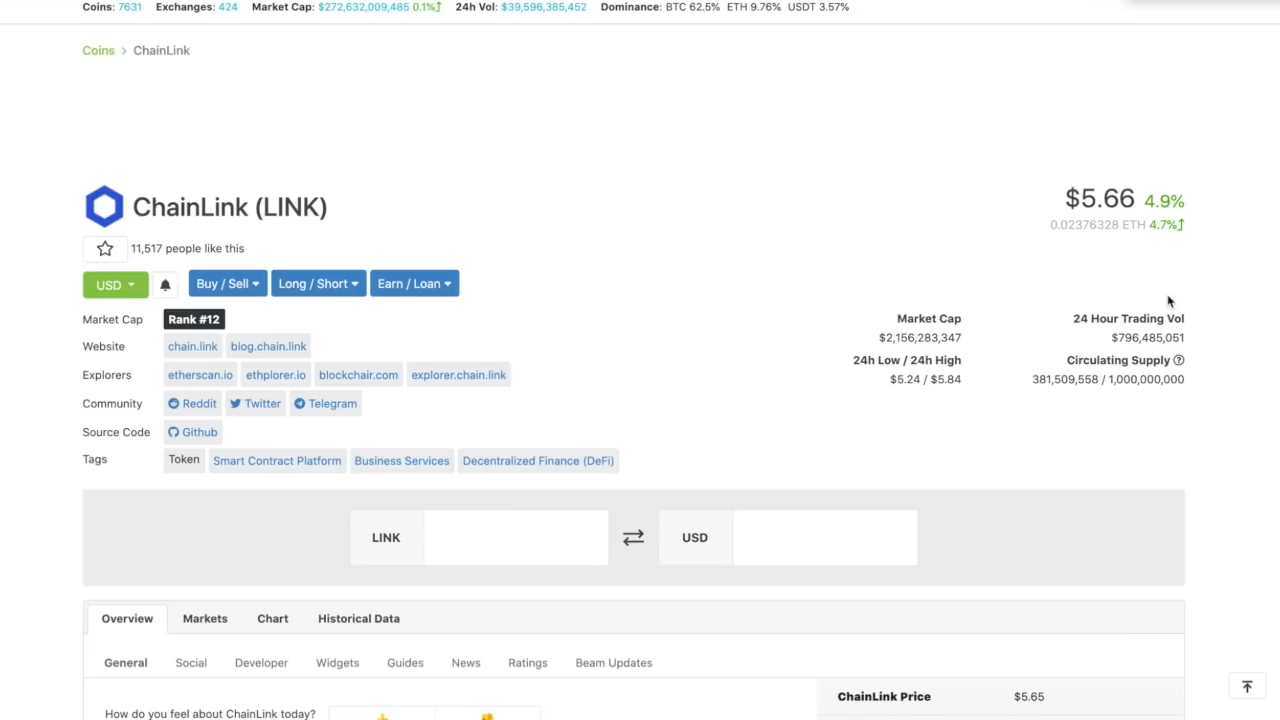 Coins: 7631 Exchanges: 424 Market Cap: $272,632,009,485 0.1% 24h Vol: $39,596,385,452 Dominance: BTC 62.5% ETH 9.76% USDT 3.57%
Coins > ChainLink
ChainLink (LINK)
$5.66 4.9%
0.02376328 ETH 4.7%
11,517 people like this
USD Buy / Sell Long / Short Earn / Loan
Market Cap Rank #12
Website chain.link blog.chain.link
Explorers etherscan.io ethplorer.io blockchair.com explorer.chain.link
Community Reddit Twitter Telegram
Source Code Github
Tags Token Smart Contract Platform Business Services Decentralized Finance (DeFi)
Market Cap 24 Hour Trading Vol
$2,156,283,347 $796,485,051
24h Low / 24h High Circulating Supply
$5.24 / $5.84 381,509,558 / 1,000,000,000
LINK USD
Overview Markets Chart Historical Data
General Social Developer Widgets Guides News Ratings Beam Updates
ChainLink Price $5.65
How do you feel about ChainLink today?